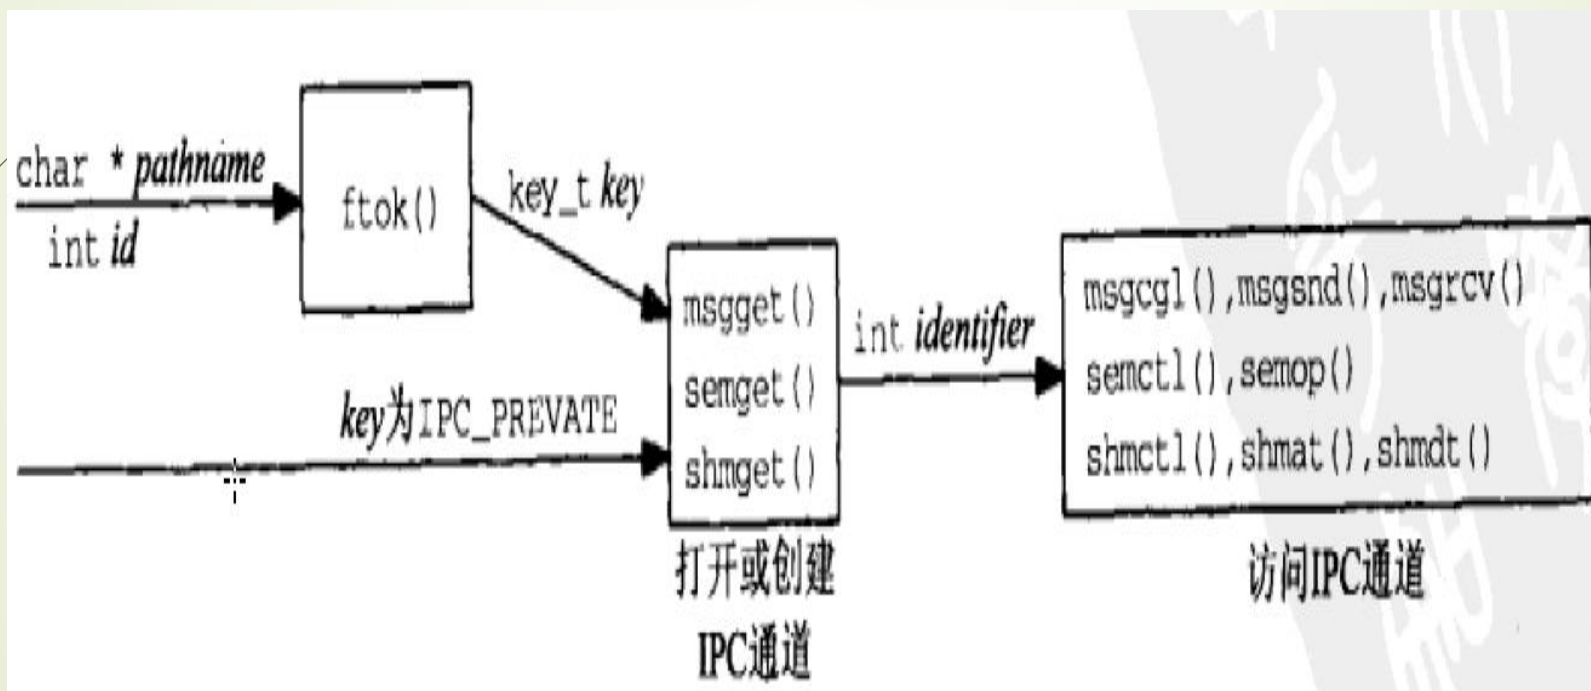 char * pathname
int id
ftok()
key_t key
key为IPC_PREVATE
msgget()
semget()
shmget()
打开或创建
IPC通道
int identifier
msgcgl(),msgsnd(),msgrcv()
semctl(),semop()
shmctl(),shmat(),shmdt()
访问IPC通道